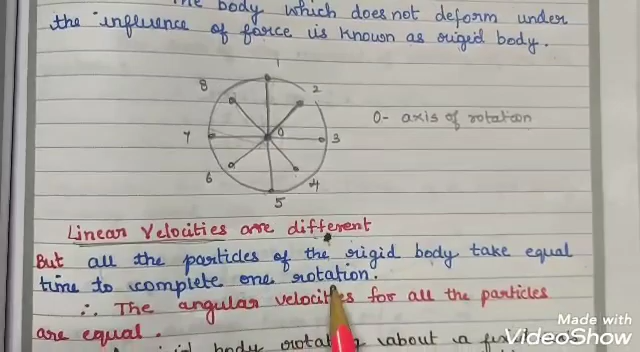 The body which does not deform under
the influence of force is known as rigid body.
1
8
2
0- axis of rotation
7
0
3
6
4
5
Linear Velocities are different
But all the particles of the rigid body take equal
time to complete one rotation.
∴ The angular velocities for all the particles
are equal.
body rotating about a
Made with
VideoShow